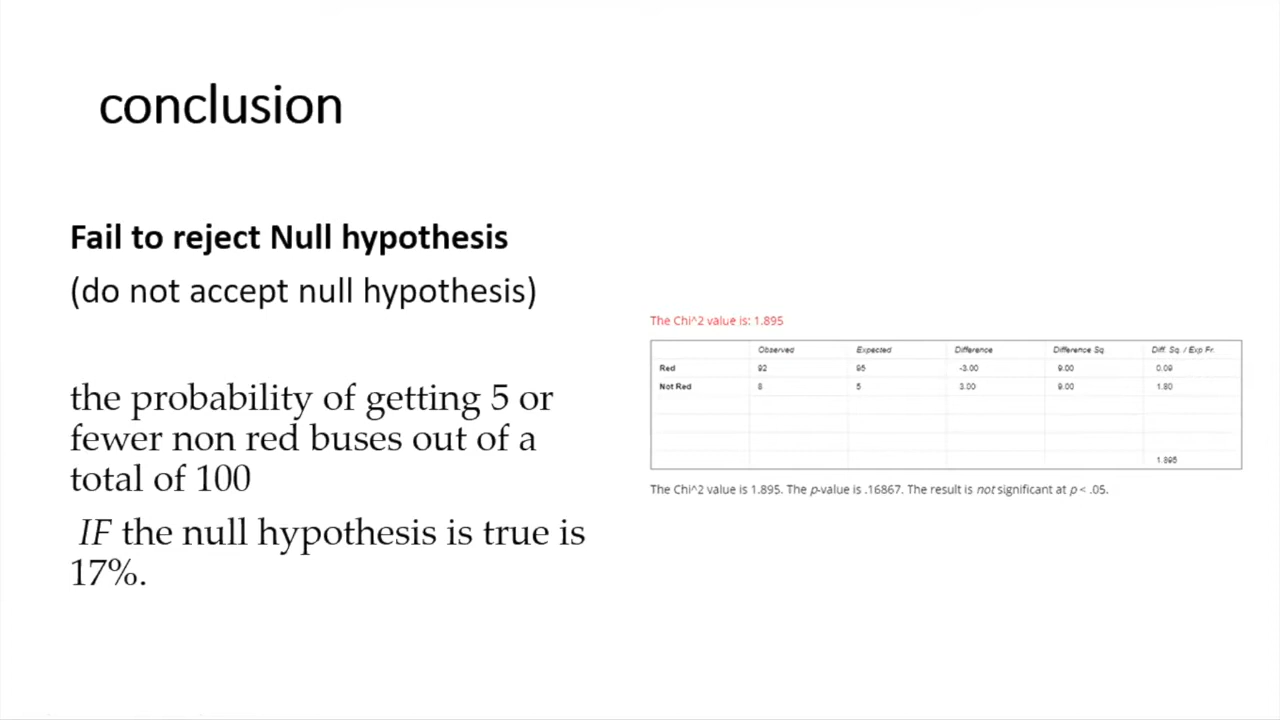 conclusion
Fail to reject Null hypothesis
(do not accept null hypothesis)
the probability of getting 5 or
fewer non red buses out of a
total of 100
IF the null hypothesis is true is
17%.
The Chi^2 value is: 1.895
Observed Expected Difference Difference Sq. Diff. Sq. / Exp Fr.
Red 92 95 -3.00 9.00 0.09
Not Red 8 5 3.00 9.00 1.80
1.895
The Chi^2 value is 1.895. The p-value is .16867. The result is not significant at p < .05.